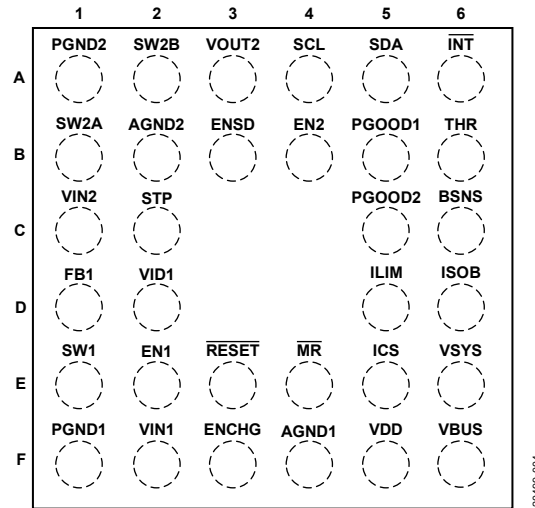 1 2 3 4 5 6
A PGND2 SW2B VOUT2 SCL SDA INT
B SW2A AGND2 ENSD EN2 PGOOD1 THR
C VIN2 STP PGOOD2 BSNS
D FB1 VID1 ILIM ISOB
E SW1 EN1 RESET MR ICS VSYS
F PGND1 VIN1 ENCHG AGND1 VDD VBUS